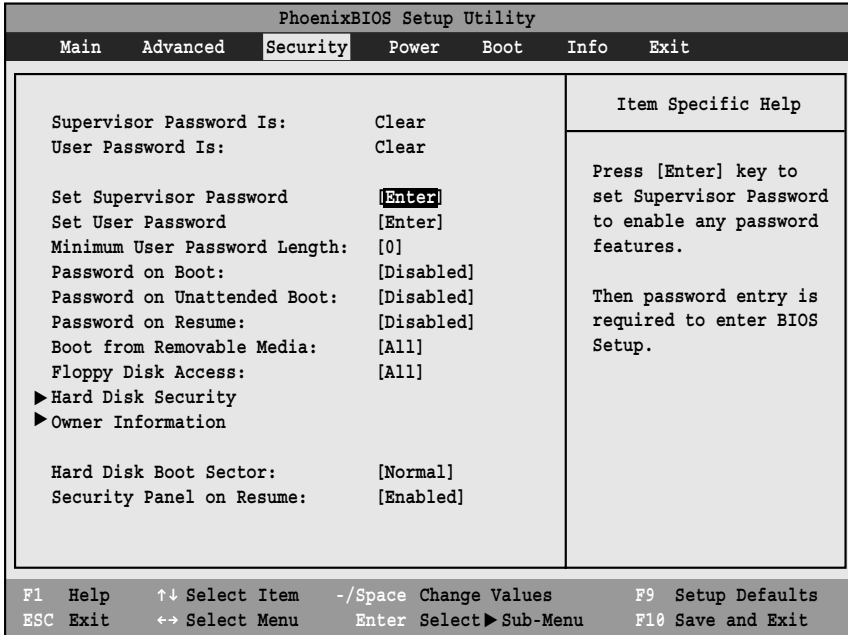 PhoenixBIOS Setup Utility
Main Advanced Security Power Boot Info Exit
Supervisor Password Is: Clear
User Password Is: Clear
Set Supervisor Password [Enter]
Set User Password [Enter]
Minimum User Password Length: [0]
Password on Boot: [Disabled]
Password on Unattended Boot: [Disabled]
Password on Resume: [Disabled]
Boot from Removable Media: [All]
Floppy Disk Access: [All]
▶Hard Disk Security
▶Owner Information
Hard Disk Boot Sector: [Normal]
Security Panel on Resume: [Enabled]
Item Specific Help
Press [Enter] key to
set Supervisor Password
to enable any password
features.
Then password entry is
required to enter BIOS
Setup.
F1 Help ↑↓ Select Item -/Space Change Values F9 Setup Defaults
ESC Exit ←→ Select Menu Enter Select▶Sub-Menu F10 Save and Exit